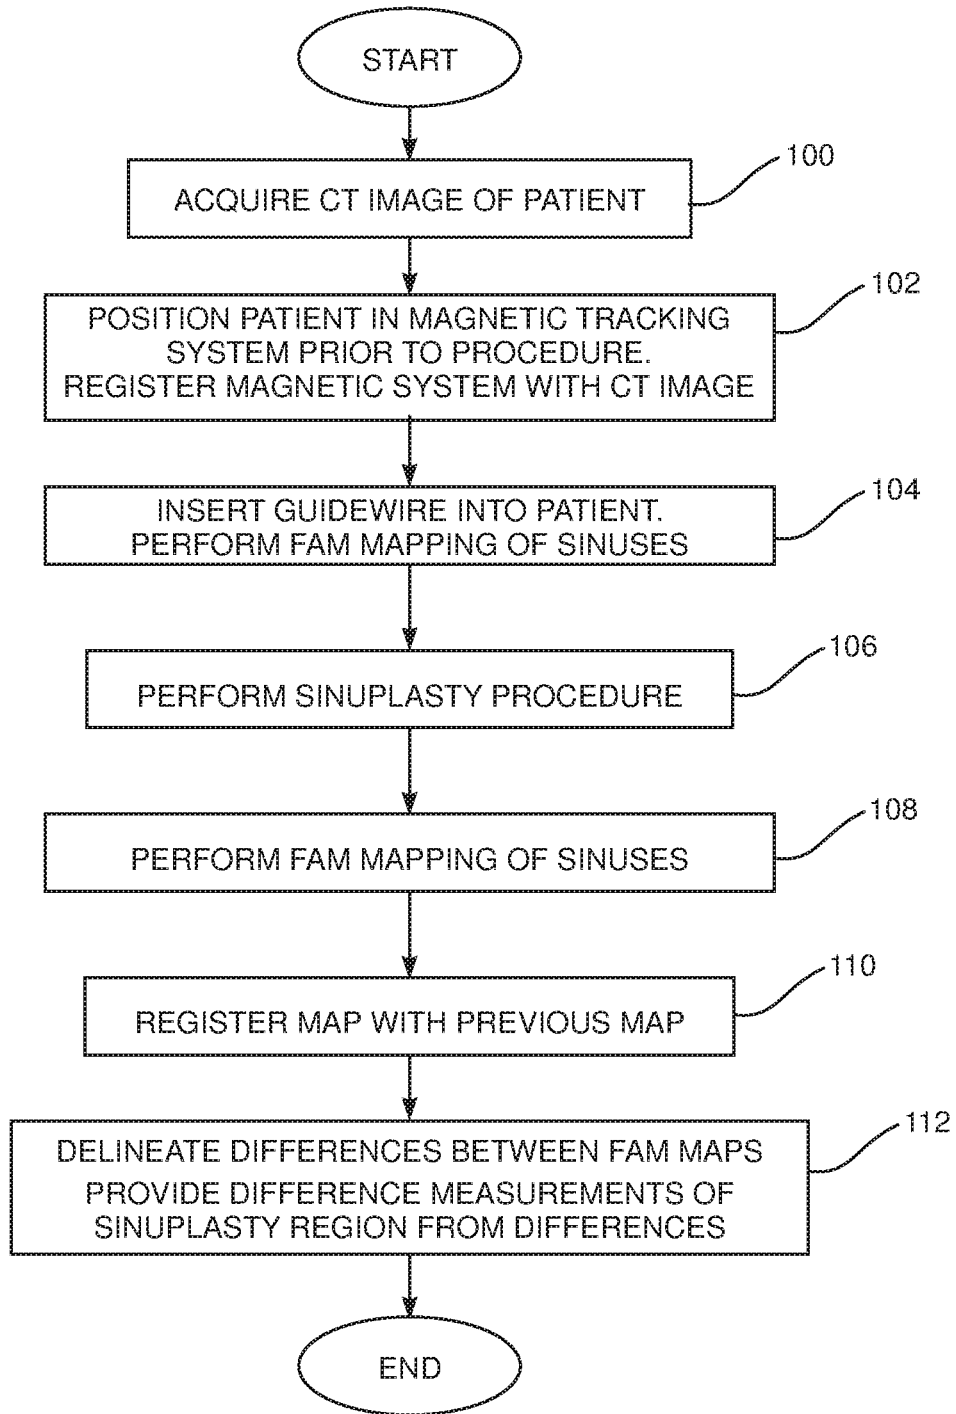 START
100
ACQUIRE CT IMAGE OF PATIENT
102
POSITION PATIENT IN MAGNETIC TRACKING
SYSTEM PRIOR TO PROCEDURE.
REGISTER MAGNETIC SYSTEM WITH CT IMAGE
104
INSERT GUIDEWIRE INTO PATIENT.
PERFORM FAM MAPPING OF SINUSES
106
PERFORM SINUPLASTY PROCEDURE
108
PERFORM FAM MAPPING OF SINUSES
110
REGISTER MAP WITH PREVIOUS MAP
112
DELINEATE DIFFERENCES BETWEEN FAM MAPS
PROVIDE DIFFERENCE MEASUREMENTS OF
SINUPLASTY REGION FROM DIFFERENCES
END